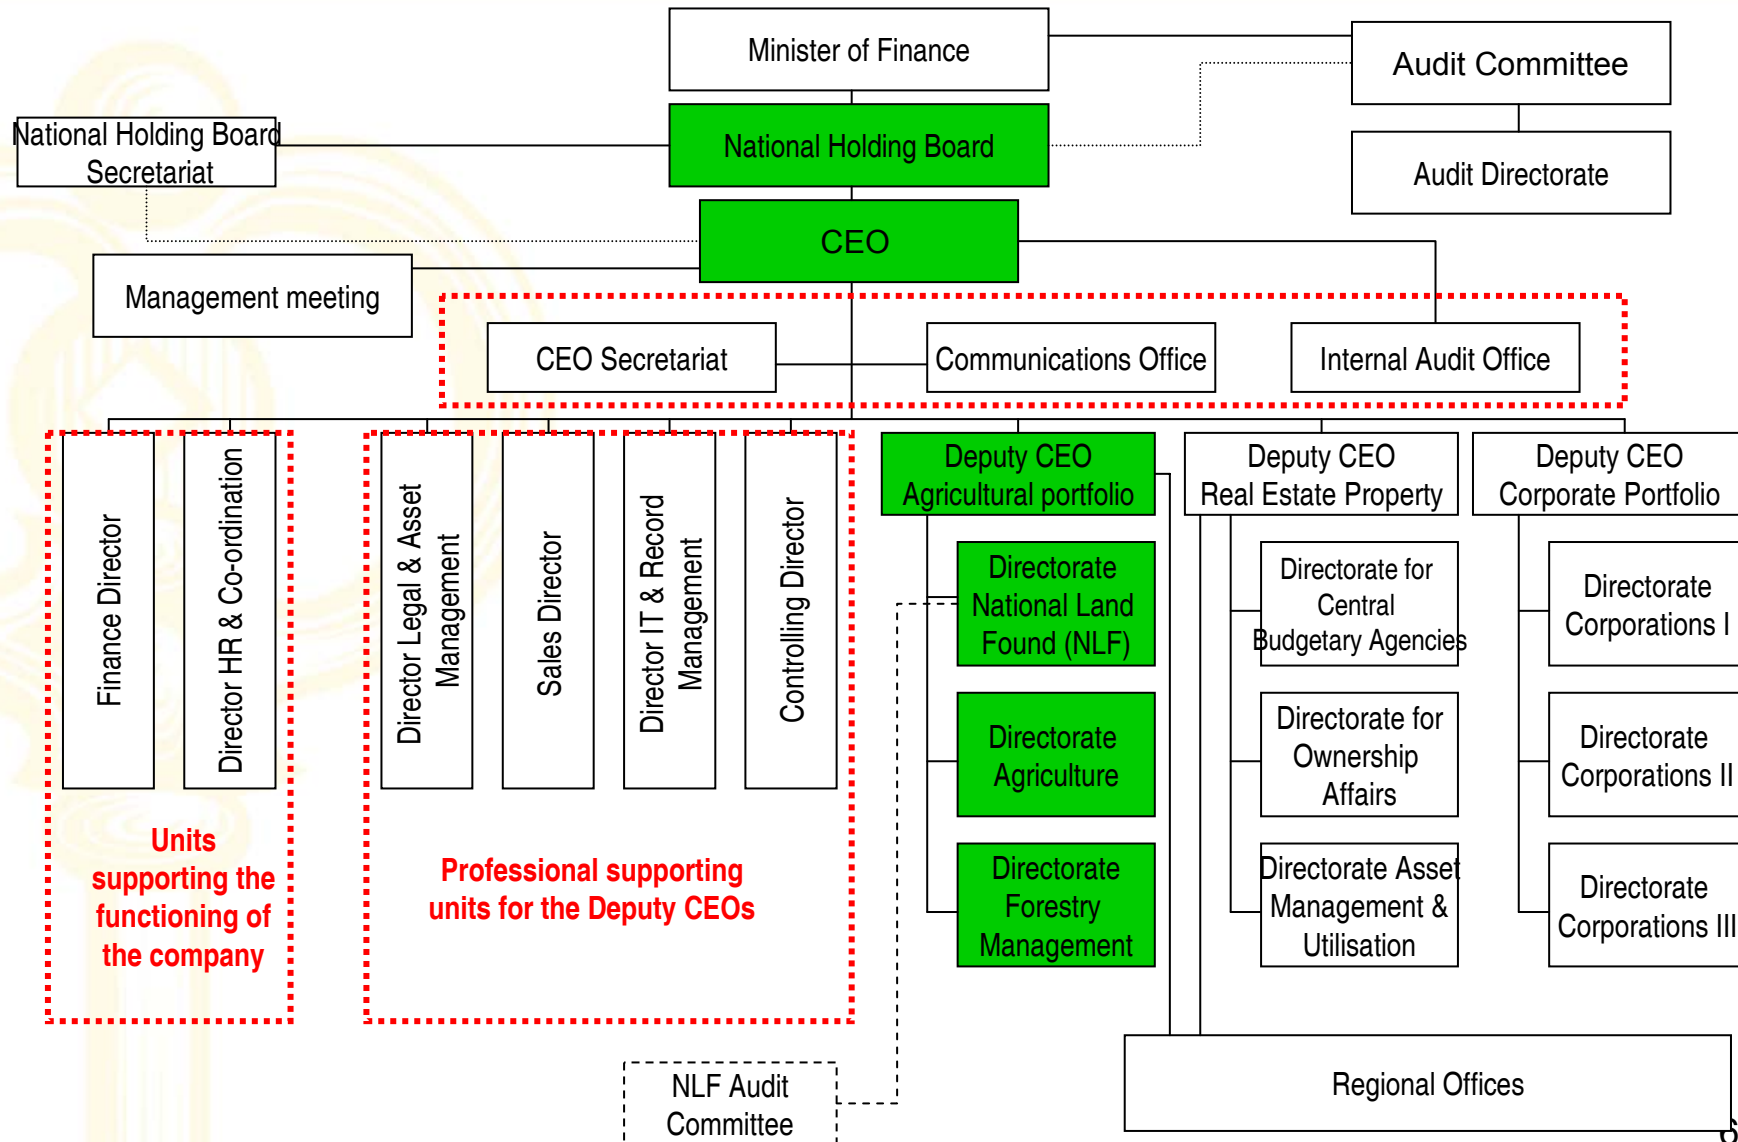 Minister of Finance
Audit Committee
National Holding Board
Secretariat
National Holding Board
Audit Directorate
CEO
Management meeting
CEO Secretariat
Communications Office
Internal Audit Office
Finance Director
Director HR & Co-ordination
Director Legal & Asset
Management
Sales Director
Director IT & Record
Management
Controlling Director
Deputy CEO
Agricultural portfolio
Deputy CEO
Real Estate Property
Deputy CEO
Corporate Portfolio
Directorate
National Land
Found (NLF)
Directorate for
Central
Budgetary Agencies
Directorate
Corporations I
Directorate
Agriculture
Directorate for
Ownership
Affairs
Directorate
Corporations II
Directorate
Forestry
Management
Directorate Asset
Management &
Utilisation
Directorate
Corporations III
Units
supporting the
functioning of
the company
Professional supporting
units for the Deputy CEOs
NLF Audit
Committee
Regional Offices
6